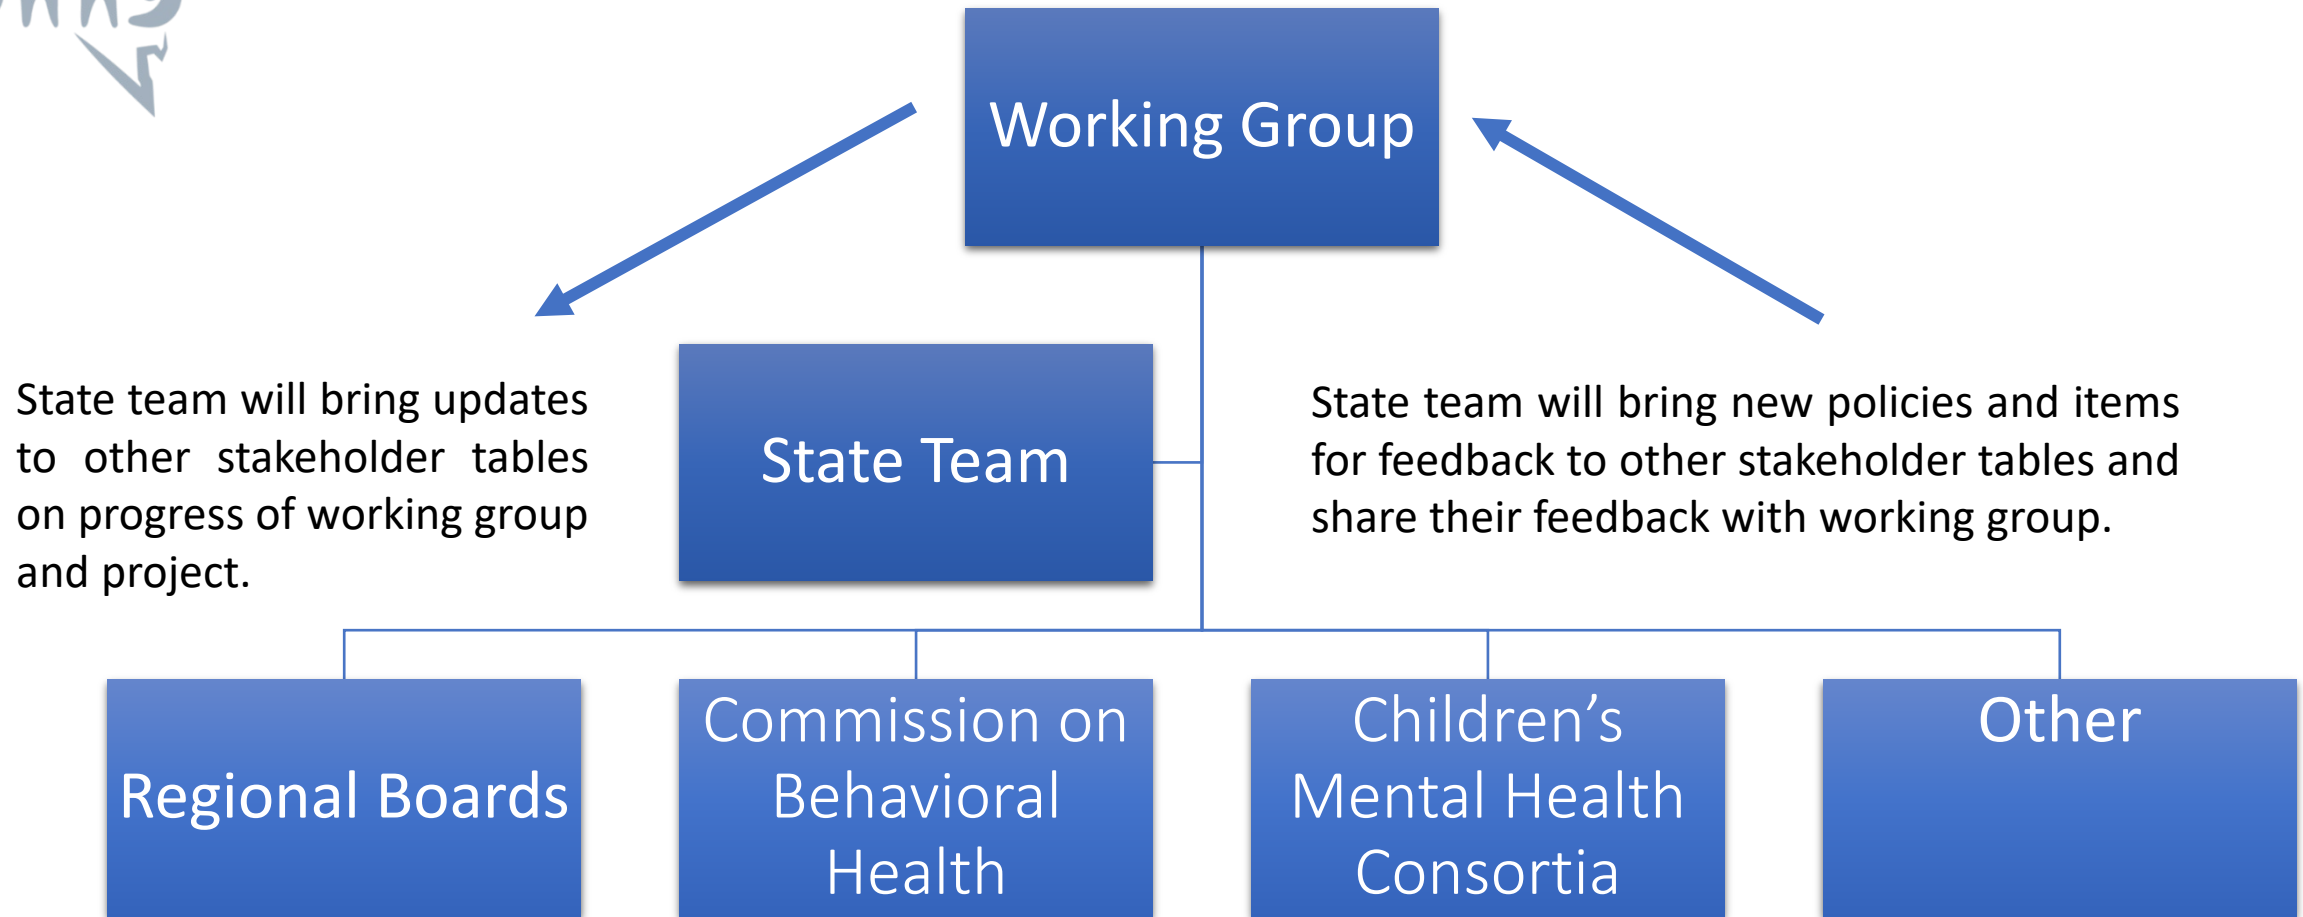 Working Group
State team will bring updates
to other stakeholder tables
on progress of working group
and project.
State Team
State team will bring new policies and items
for feedback to other stakeholder tables and
share their feedback with working group.
Regional Boards
Commission on
Behavioral
Health
Children’s
Mental Health
Consortia
Other